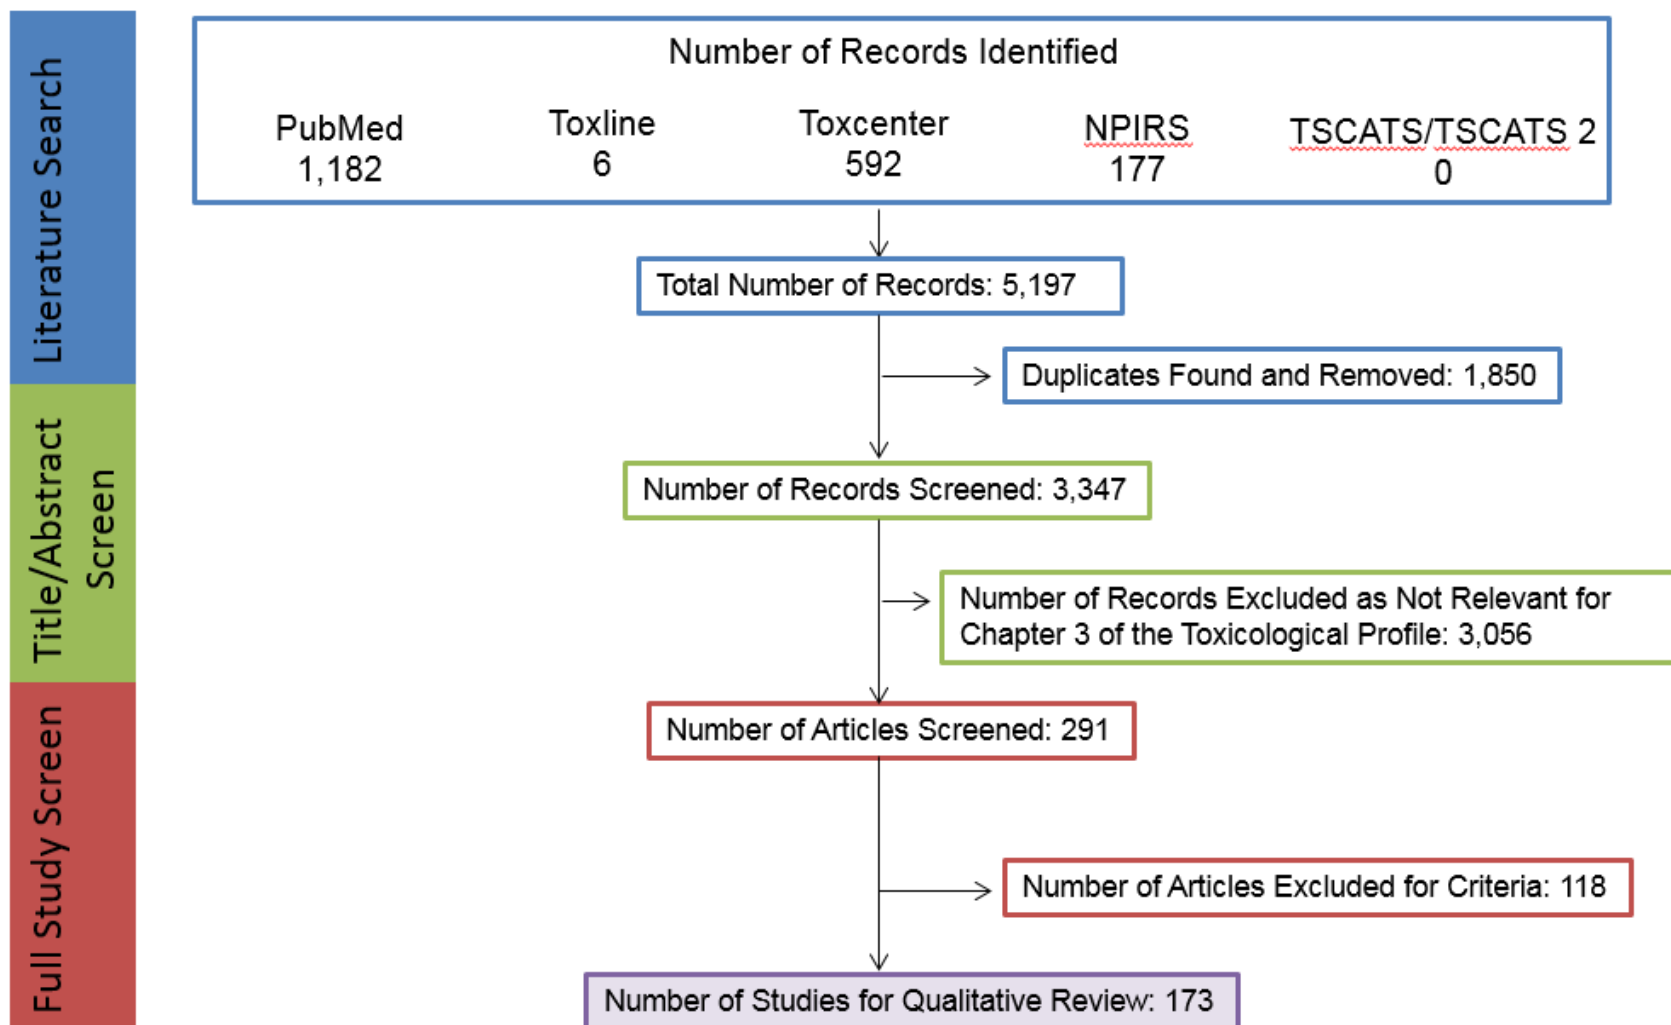 Literature Search
Number of Records Identified
PubMed
1,182
Toxline
6
Toxcenter
592
NPIRS
177
TSCATS/TSCATS 2
0
Total Number of Records: 5,197
Duplicates Found and Removed: 1,850
Title/Abstract
Screen
Number of Records Screened: 3,347
Number of Records Excluded as Not Relevant for
Chapter 3 of the Toxicological Profile: 3,056
Full Study Screen
Number of Articles Screened: 291
Number of Articles Excluded for Criteria: 118
Number of Studies for Qualitative Review: 173